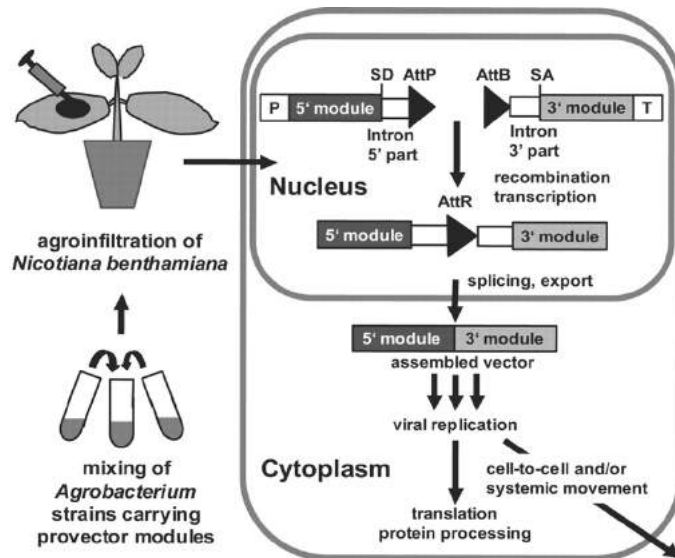 SD AttP AttB SA
P 5‘ module 3‘ module T
Intron
5’ part
Intron
3’ part
Nucleus
recombination
transcription
AttR
5‘ module 3‘ module
splicing, export
5‘ module 3‘ module
assembled vector
viral replication
Cytoplasm
cell-to-cell and/or
systemic movement
translation
protein processing
agroinfiltration of
Nicotiana benthamiana
mixing of
Agrobacterium
strains carrying
provector modules